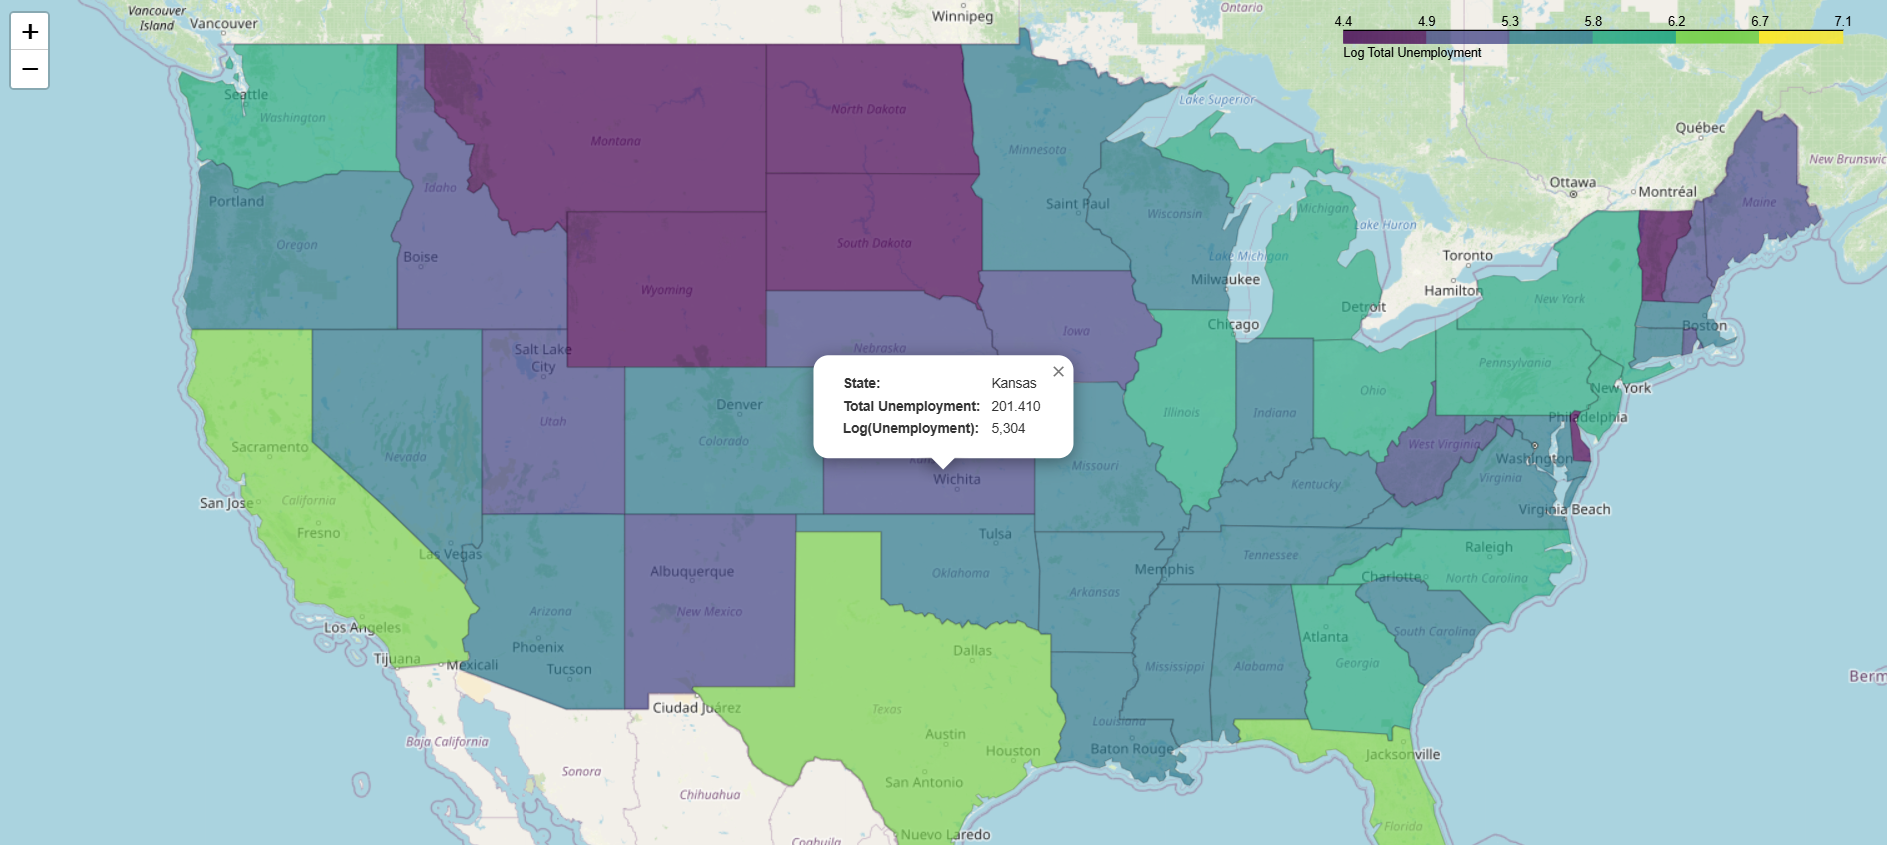 +
−
4.4 4.9 5.3 5.8 6.2 6.7 7.1
Log Total Unemployment
Vancouver
Island
Vancouver
Winnipeg
Ontario
Seattle
Washington
Montana
North Dakota
Minnesota
Lake Superior
Québec
New Brunswick
Ottawa
Montréal
Maine
Portland
Idaho
Oregon
Boise
South Dakota
Saint Paul
Wisconsin
Michigan
Lake Huron
Lake Michigan
Toronto
Hamilton
Wyoming
Milwaukee
Detroit
New York
Chicago
Boston
Iowa
Salt Lake
City
Nebraska
Pennsylvania
New York
Ohio
Philadelphia
Denver
Utah
Colorado
State: Kansas
Total Unemployment: 201.410
Log(Unemployment): 5,304
×
Illinois
Indiana
West Virginia
Washington
Sacramento
Nevada
Wichita
Missouri
Kentucky
Virginia
Virginia Beach
San Jose
California
Fresno
Las Vegas
Tulsa
Raleigh
Tennessee
Memphis
Charlotte
North Carolina
Albuquerque
Oklahoma
Arizona
New Mexico
Arkansas
Los Angeles
Phoenix
Atlanta
South Carolina
Tijuana
Mexicali
Tucson
Dallas
Mississippi
Alabama
Georgia
Berm
Ciudad Juárez
Texas
Louisiana
Baja California
Austin
Houston
Baton Rouge
Jacksonville
Sonora
San Antonio
Chihuahua
Florida
Nuevo Laredo
Coahuila